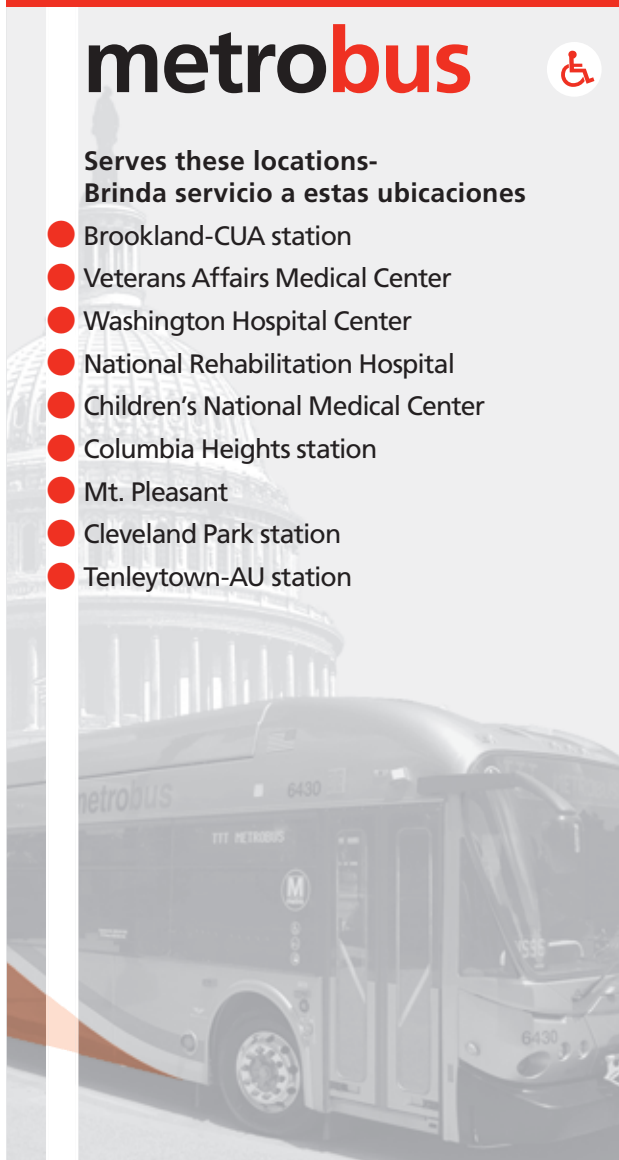 metrobus
Serves these locations-
Brinda servicio a estas ubicaciones
Brookland-CUA station
Veterans Affairs Medical Center
Washington Hospital Center
National Rehabilitation Hospital
Children's National Medical Center
Columbia Heights station
Mt. Pleasant
Cleveland Park station
Tenleytown-AU station
metrobus
6430
TYT METROBUS
M
6430